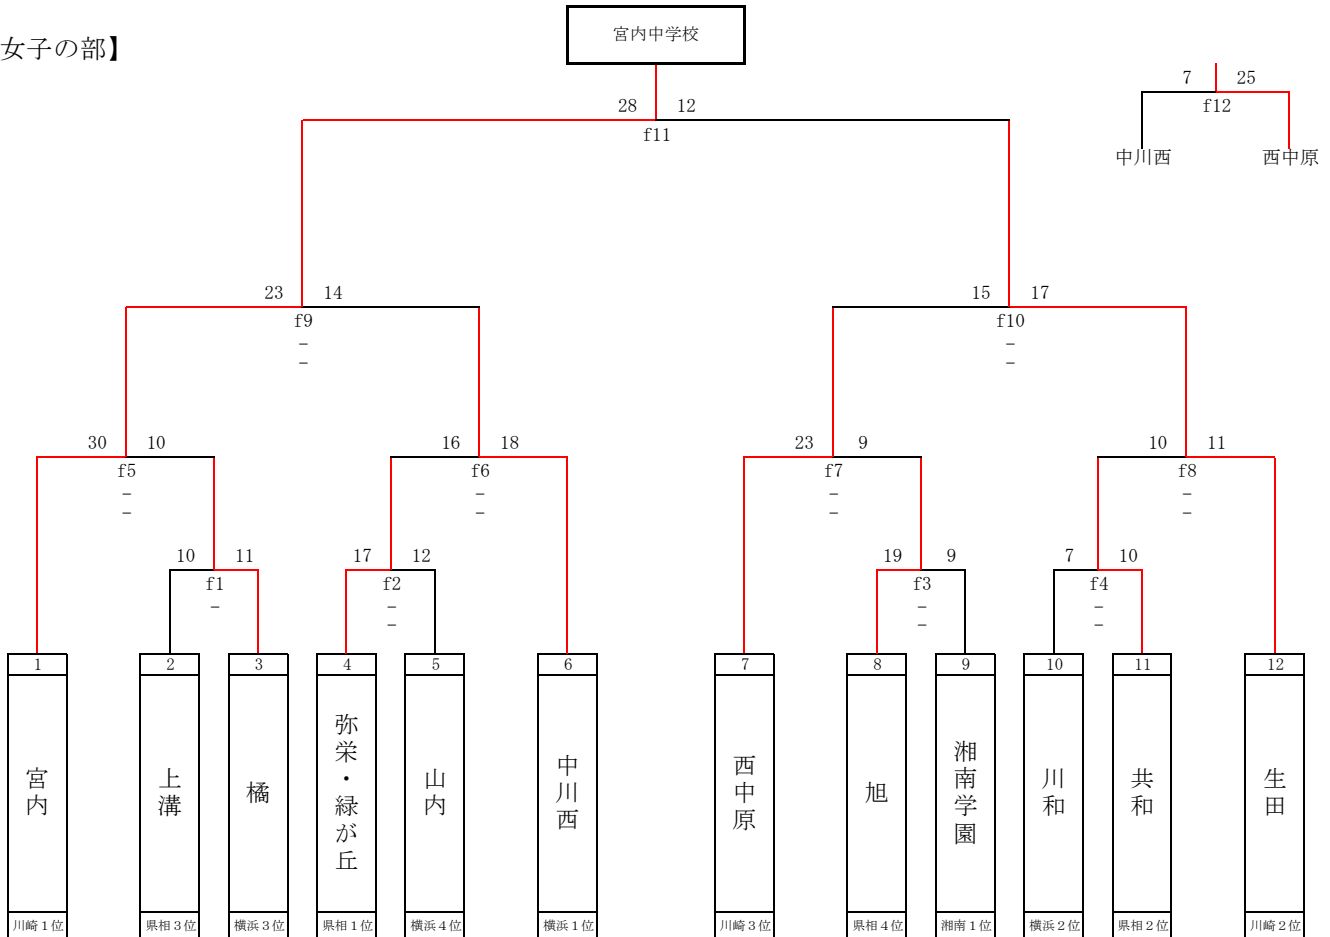 宮内中学校
女子の部】
7 25
f12
中川西 西中原
28 12
f11
23 14
f9
-
-
15 17
f10
-
-
30 10
f5
-
-
16 18
f6
-
-
23 9
f7
-
-
10 11
f8
-
-
10 11
f1
-
17 12
f2
-
-
19 9
f3
-
-
7 10
f4
-
-
1 2 3 4 5 6 7 8 9 10 11 12
宮内
上溝
橘
弥栄・緑が丘
山内
中川西
西中原
旭
湘南学園
川和
共和
生田
川崎1位 県相3位 横浜3位 県相1位 横浜4位 横浜1位 川崎3位 県相4位 湘南1位 横浜2位 県相2位 川崎2位